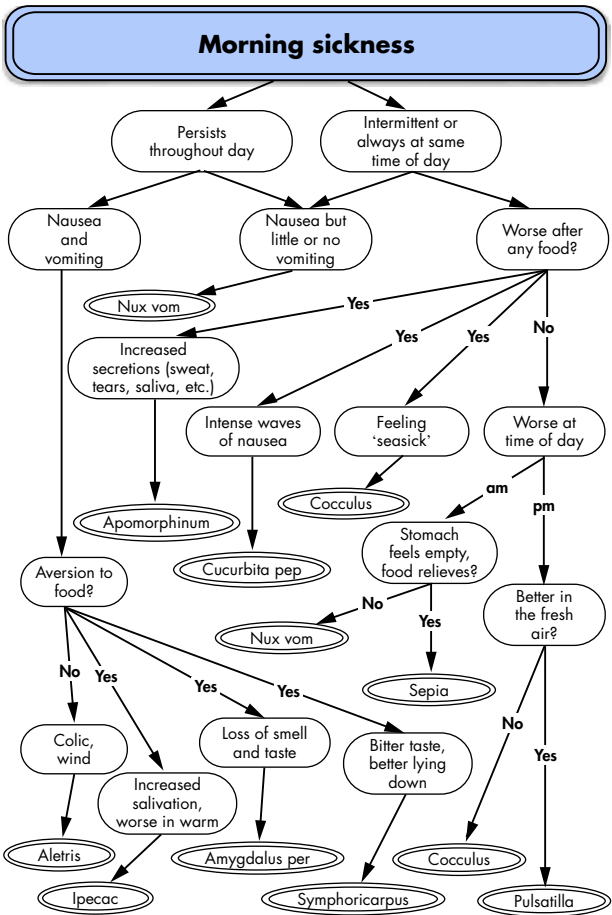 Morning sickness
Persists
throughout day
Intermittent or
always at same
time of day
Nausea
and
vomiting
Nausea but
little or no
vomiting
Worse after
any food?
Nux vom
Yes
Yes
Yes
No
Increased
secretions (sweat,
tears, saliva, etc.)
Intense waves
of nausea
Feeling
‘seasick’
Worse at
time of day
am
pm
Apomorphinum
Cocculus
Cucurbita pep
Stomach
feels empty,
food relieves?
Aversion to
food?
Better in
the fresh
air?
No
Yes
Nux vom
Sepia
No
Yes
Yes
Yes
No
Yes
Colic,
wind
Increased
salivation,
worse in warm
Loss of smell
and taste
Bitter taste,
better lying
down
Aletris
Ipecac
Amygdalus per
Symphoricarpus
Cocculus
Pulsatilla